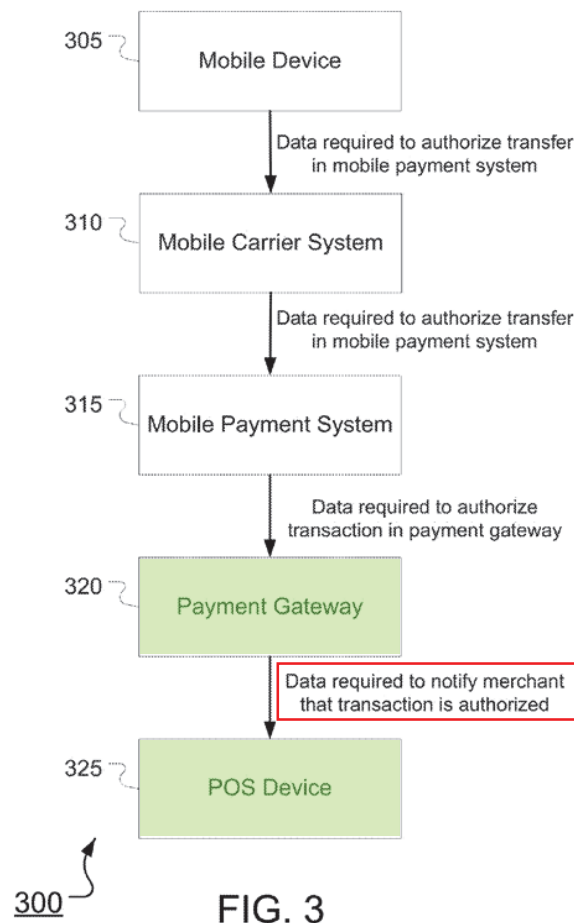 305
Mobile Device
Data required to authorize transfer
in mobile payment system
310
Mobile Carrier System
Data required to authorize transfer
in mobile payment system
315
Mobile Payment System
Data required to authorize
transaction in payment gateway
320
Payment Gateway
Data required to notify merchant
that transaction is authorized
325
POS Device
300
FIG. 3